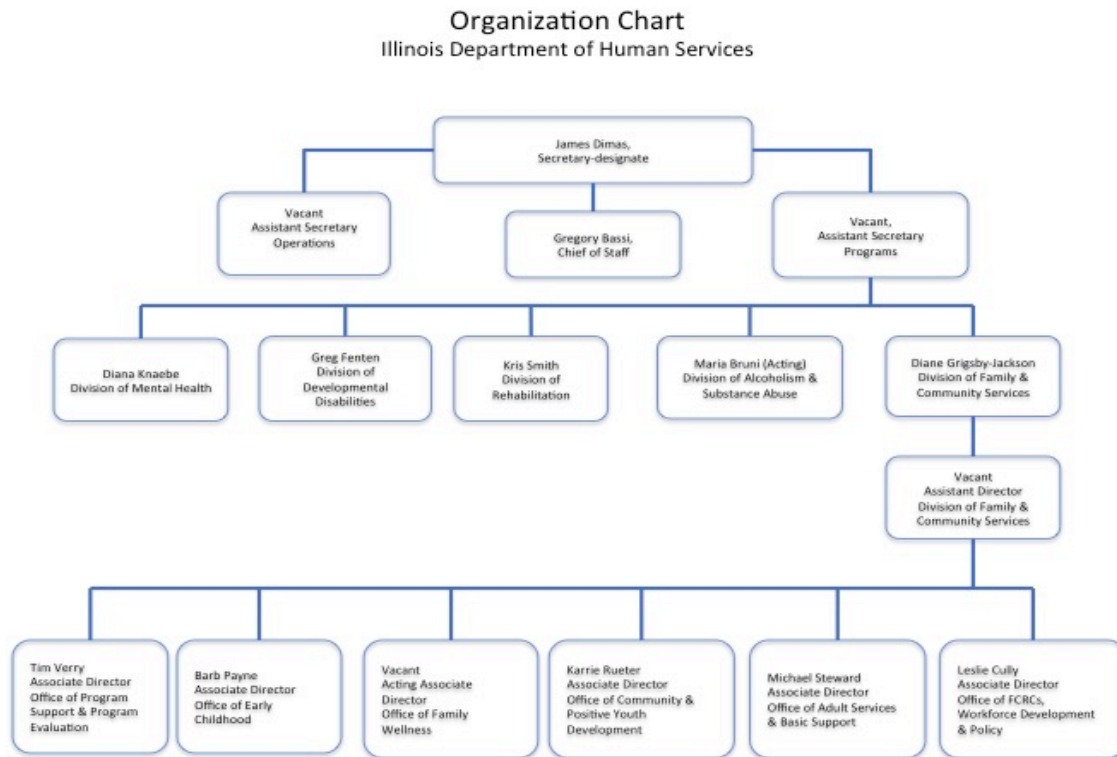 Organization Chart
Illinois Department of Human Services
James Dimas,
Secretary-designate
Vacant
Assistant Secretary
Operations
Gregory Bassi,
Chief of Staff
Vacant,
Assistant Secretary
Programs
Diana Knaebe
Division of Mental Health
Greg Fenten
Division of
Developmental
Disabilities
Kris Smith
Division of
Rehabilitation
Maria Bruni (Acting)
Division of Alcoholism &
Substance Abuse
Diane Grigsby-Jackson
Division of Family &
Community Services
Vacant
Assistant Director
Division of Family &
Community Services
Tim Verry
Associate Director
Office of Program
Support & Program
Evaluation
Barb Payne
Associate Director
Office of Early
Childhood
Vacant
Acting Associate
Director
Office of Family
Wellness
Karrie Rueter
Associate Director
Office of Community &
Positive Youth
Development
Michael Steward
Associate Director
Office of Adult Services
& Basic Support
Leslie Cully
Associate Director
Office of FCRCs,
Workforce Development
& Policy